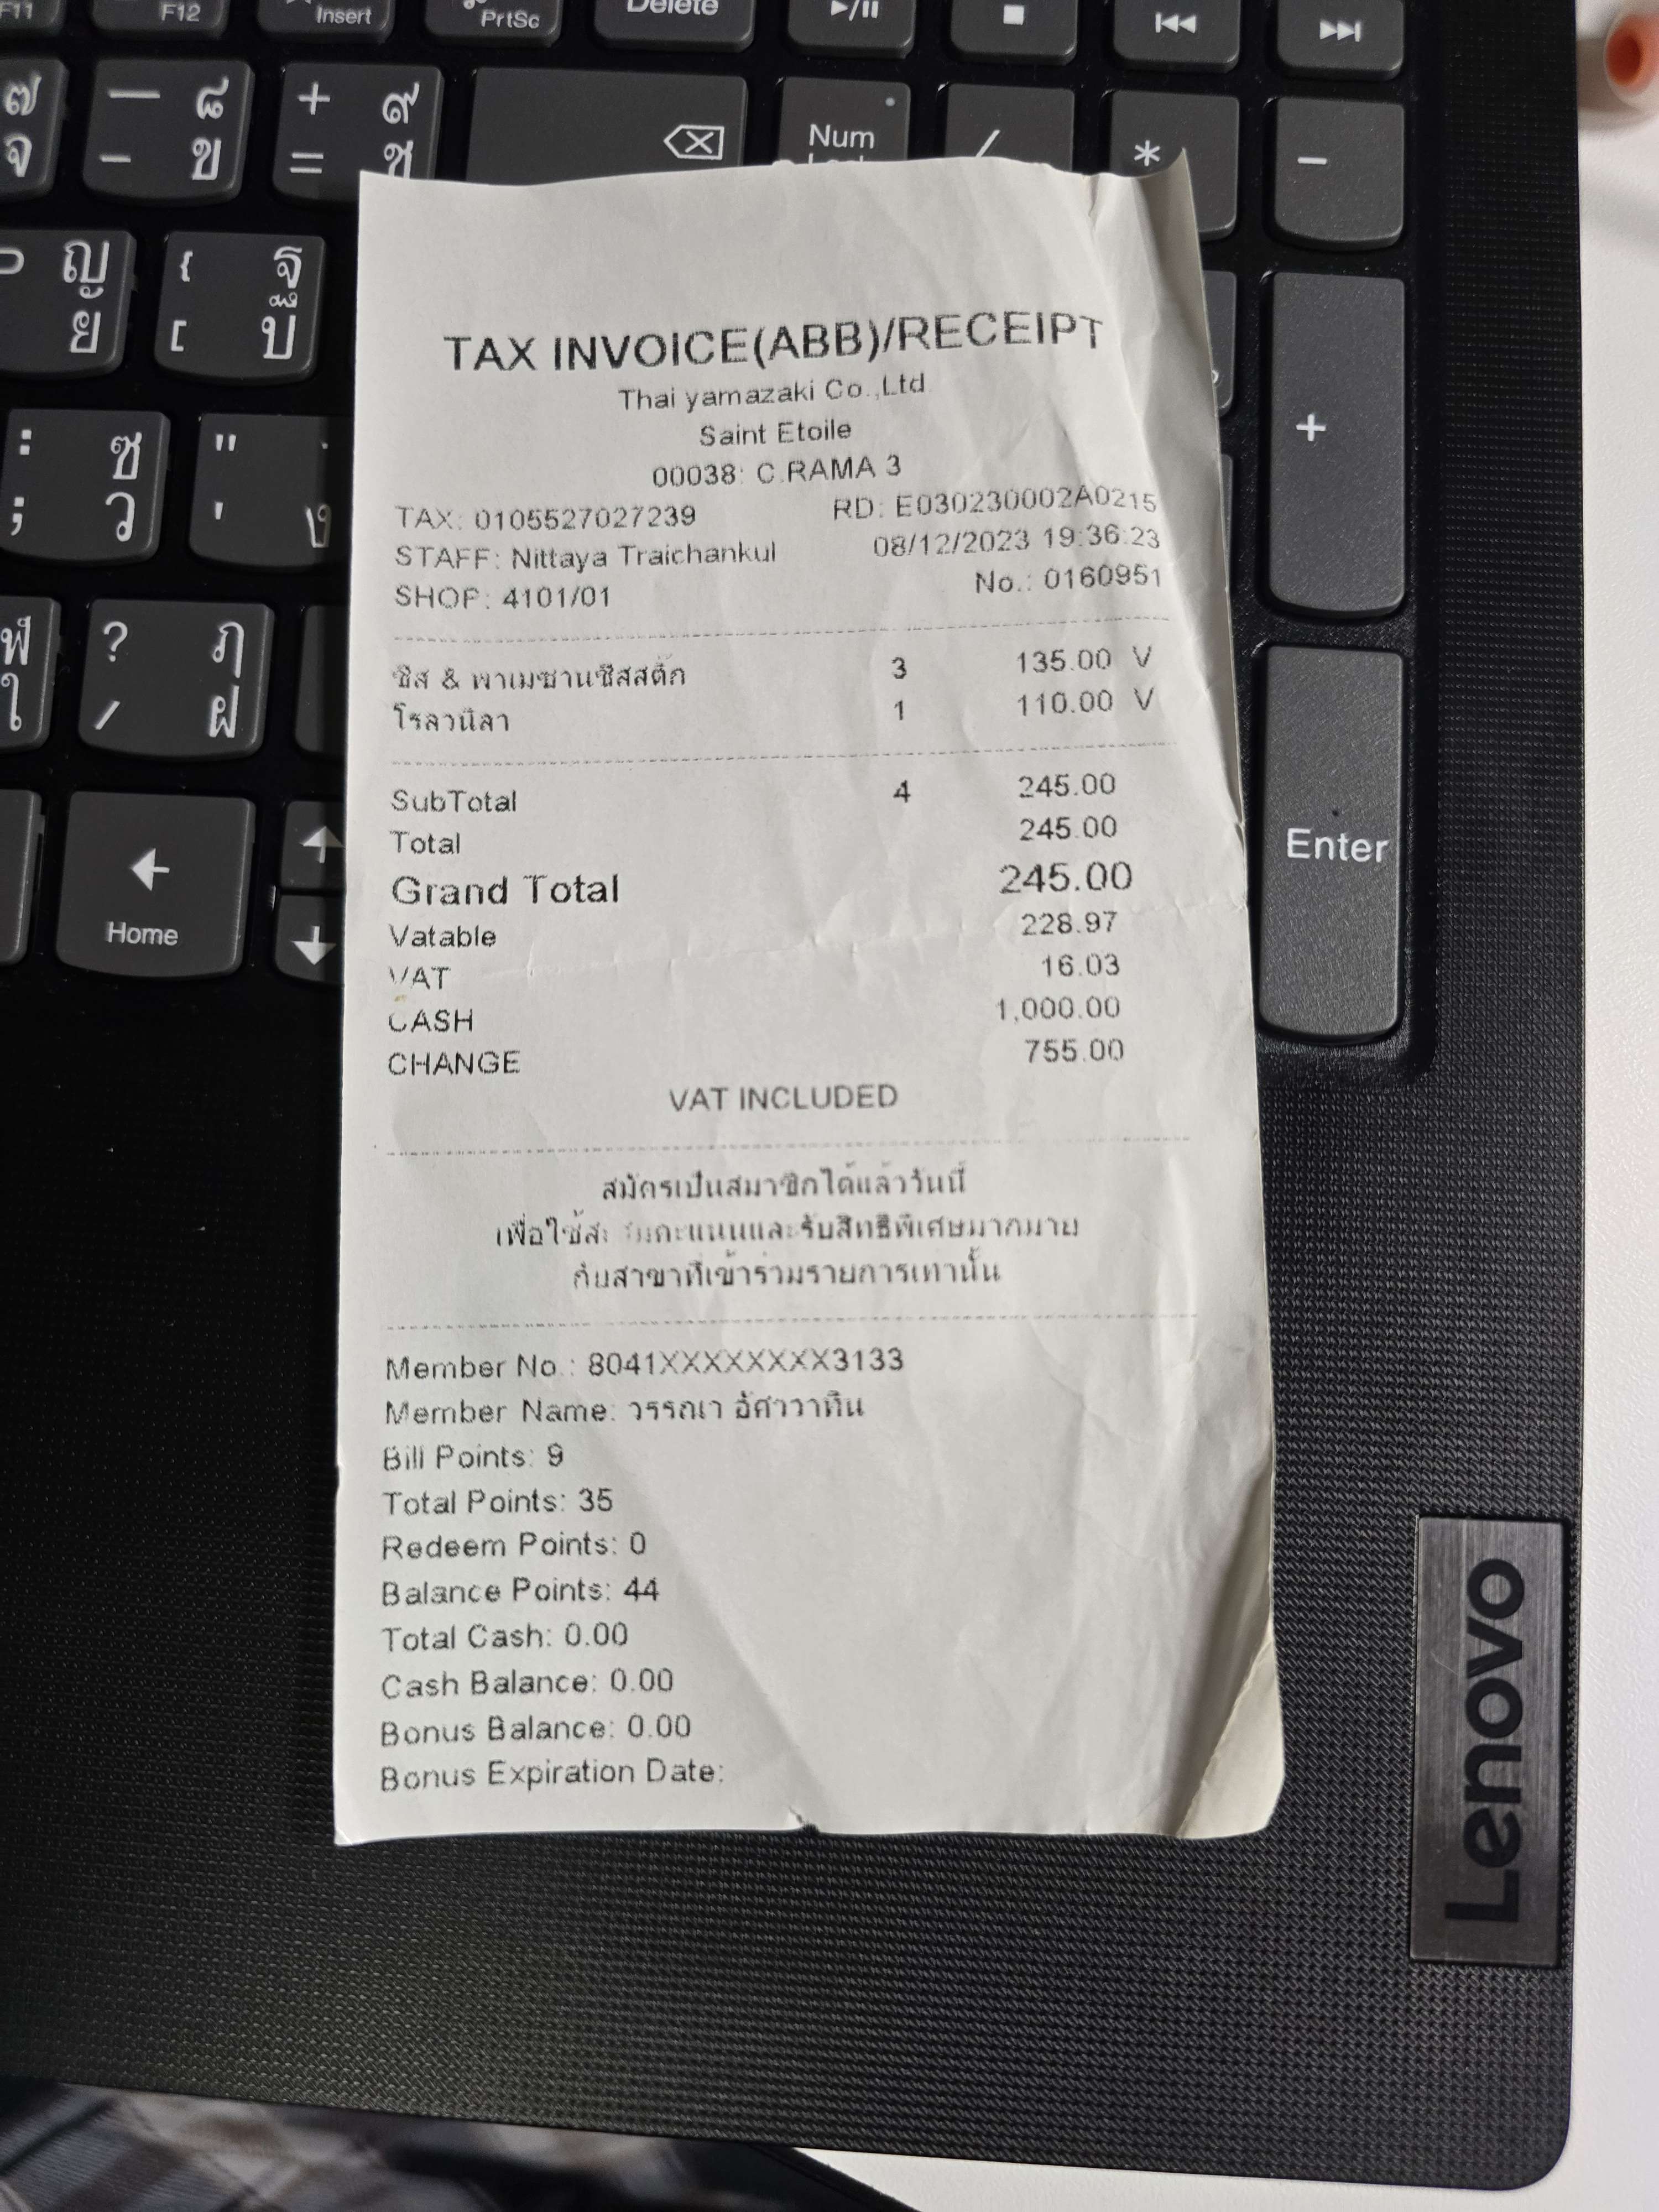 F11
F12
Insert
PrtSc
Delete
Num
Home
Enter
Lenovo
TAX INVOICE(ABB)/RECEIPT
Thai yamazaki Co.,Ltd
Saint Etoile
00038: C.RAMA 3
TAX: 0105527027239 RD: E030230002A0215
STAFF: Nittaya Traichankul 08/12/2023 19:36:23
SHOP: 4101/01 No.: 0160951
ชีส & พาเมซานชีสสติ๊ก 3 135.00 V
โรลวนิลา 1 110.00 V
SubTotal 4 245.00
Total 245.00
Grand Total 245.00
Vatable 228.97
VAT 16.03
CASH 1,000.00
CHANGE 755.00
VAT INCLUDED
สมัครเป็นสมาชิกได้แล้ววันนี้
เพื่อใช้สะสมคะแนนและรับสิทธิพิเศษมากมาย
กับสาขาที่เข้าร่วมรายการเท่านั้น
Member No.: 8041XXXXXXXX3133
Member Name: วรรณา อัศววาทิน
Bill Points: 9
Total Points: 35
Redeem Points: 0
Balance Points: 44
Total Cash: 0.00
Cash Balance: 0.00
Bonus Balance: 0.00
Bonus Expiration Date: